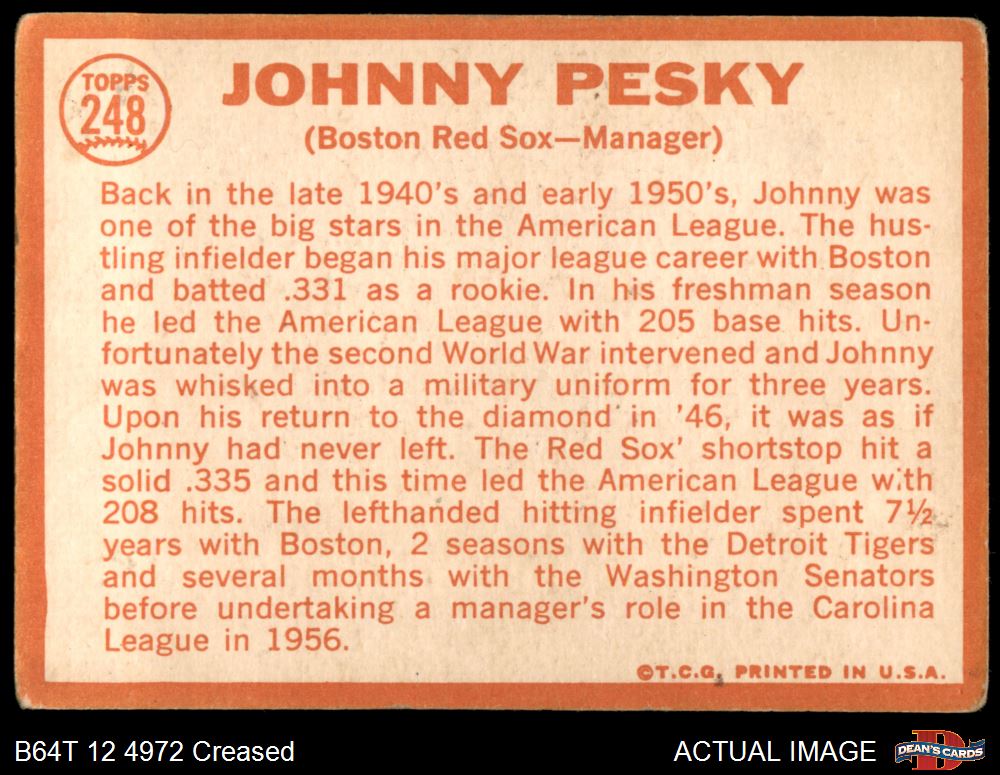 TOPPS
248
JOHNNY PESKY
(Boston Red Sox—Manager)
Back in the late 1940's and early 1950's, Johnny was
one of the big stars in the American League. The hus-
tling infielder began his major league career with Boston
and batted .331 as a rookie. In his freshman season
he led the American League with 205 base hits. Un-
fortunately the second World War intervened and Johnny
was whisked into a military uniform for three years.
Upon his return to the diamond in '46, it was as if
Johnny had never left. The Red Sox' shortstop hit a
solid .335 and this time led the American League with
208 hits. The lefthanded hitting infielder spent 7½
years with Boston, 2 seasons with the Detroit Tigers
and several months with the Washington Senators
before undertaking a manager's role in the Carolina
League in 1956.
©T.C.G. PRINTED IN U.S.A.
B64T 12 4972 Creased
ACTUAL IMAGE
D
DEAN'S CARDS